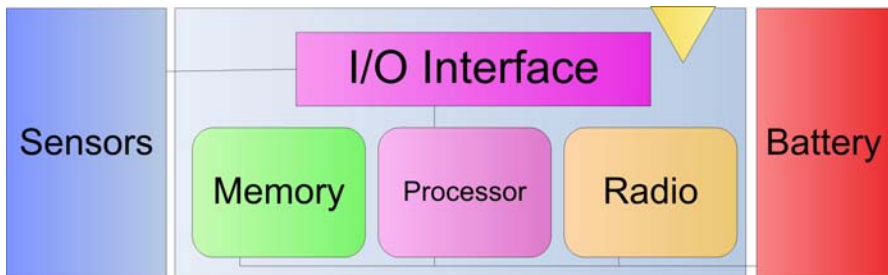 I/O Interface
Sensors
Memory
Processor
Radio
Battery